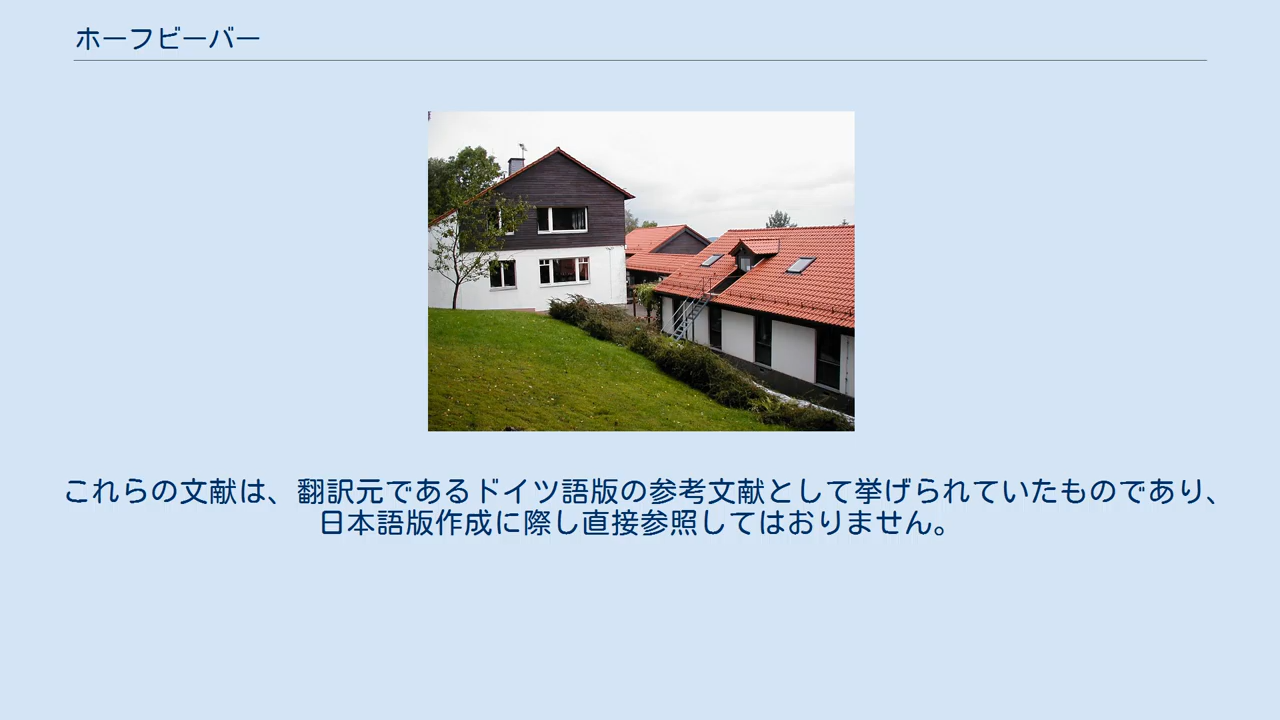 ホーフビーバー
これらの文献は、翻訳元であるドイツ語版の参考文献として挙げられていたものであり、
日本語版作成に際し直接参照してはおりません。